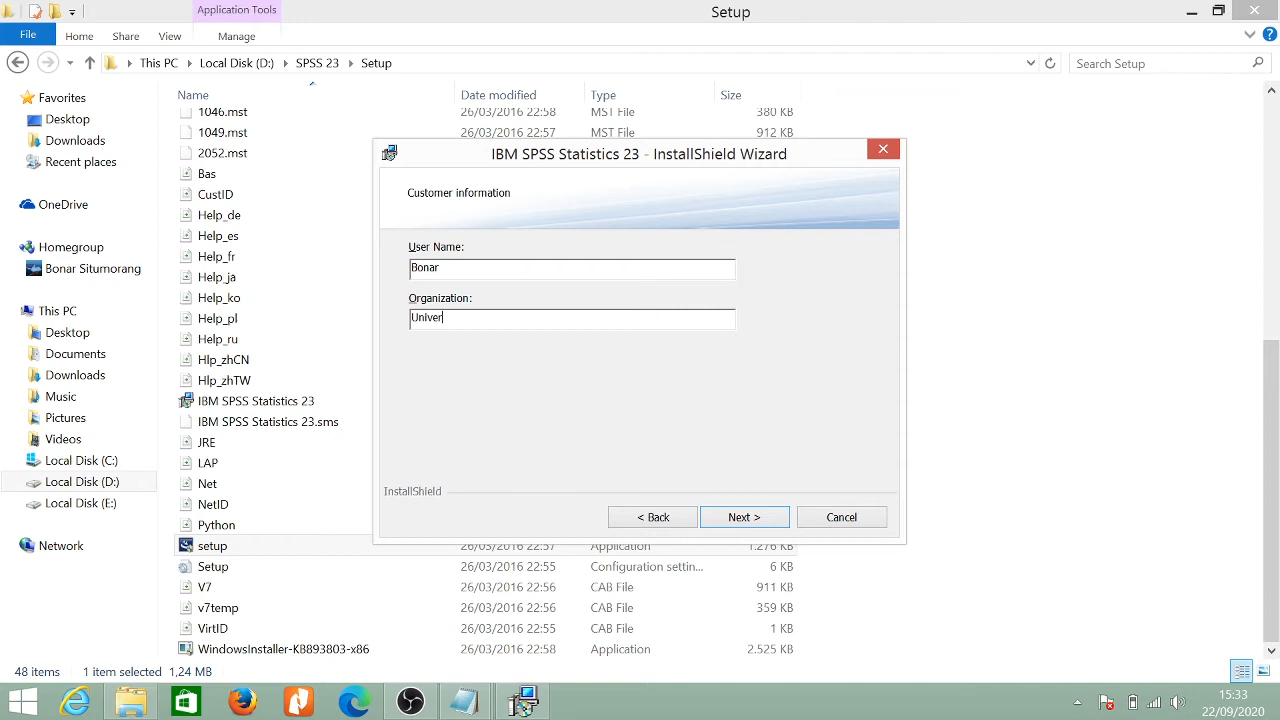 Application Tools
Setup
File
Home
Share
View
Manage
This PC
Local Disk (D:)
SPSS 23
Setup
Search Setup
Favorites
Desktop
Downloads
Recent places
OneDrive
Homegroup
Bonar Situmorang
This PC
Desktop
Documents
Downloads
Music
Pictures
Videos
Local Disk (C:)
Local Disk (D:)
Local Disk (E:)
Network
Name Date modified Type Size
1046.mst 26/03/2016 22:58 MST File 380 KB
1049.mst 26/03/2016 22:57 MST File 912 KB
2052.mst
Bas
CustID
Help_de
Help_es
Help_fr
Help_ja
Help_ko
Help_pl
Help_ru
Hlp_zhCN
Hlp_zhTW
IBM SPSS Statistics 23
IBM SPSS Statistics 23.sms
JRE
LAP
Net
NetID
Python
setup 26/03/2016 22:57 Application 1.276 KB
Setup 26/03/2016 22:55 Configuration settin... 6 KB
V7 26/03/2016 22:56 CAB File 911 KB
v7temp 26/03/2016 22:56 CAB File 359 KB
VirtID 26/03/2016 22:55 CAB File 1 KB
WindowsInstaller-KB893803-x86 26/03/2016 22:58 Application 2.525 KB
IBM SPSS Statistics 23 - InstallShield Wizard
Customer information
User Name:
Bonar
Organization:
Univer
InstallShield
< Back
Next >
Cancel
48 items
1 item selected 1,24 MB
15:33
22/09/2020